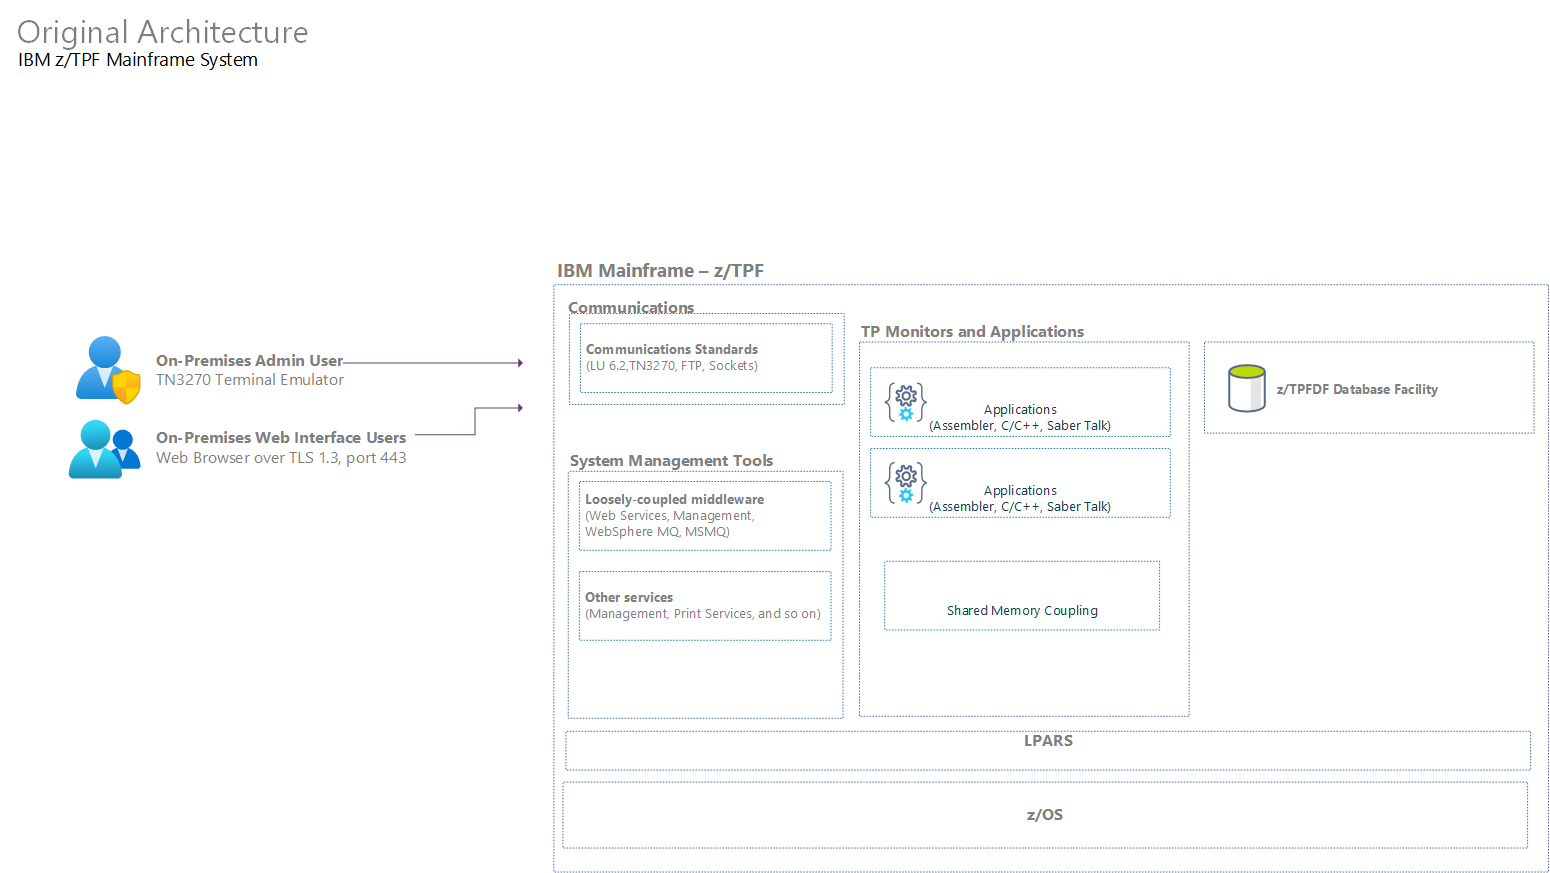 Original Architecture
IBM z/TPF Mainframe System
IBM Mainframe – z/TPF
Communications
Communications Standards
(LU 6.2,TN3270, FTP, Sockets)
On-Premises Admin User
TN3270 Terminal Emulator
On-Premises Web Interface Users
Web Browser over TLS 1.3, port 443
System Management Tools
Loosely-coupled middleware
(Web Services, Management,
WebSphere MQ, MSMQ)
Other services
(Management, Print Services, and so on)
TP Monitors and Applications
Applications
(Assembler, C/C++, Saber Talk)
Applications
(Assembler, C/C++, Saber Talk)
Shared Memory Coupling
z/TPFDF Database Facility
LPARS
z/OS